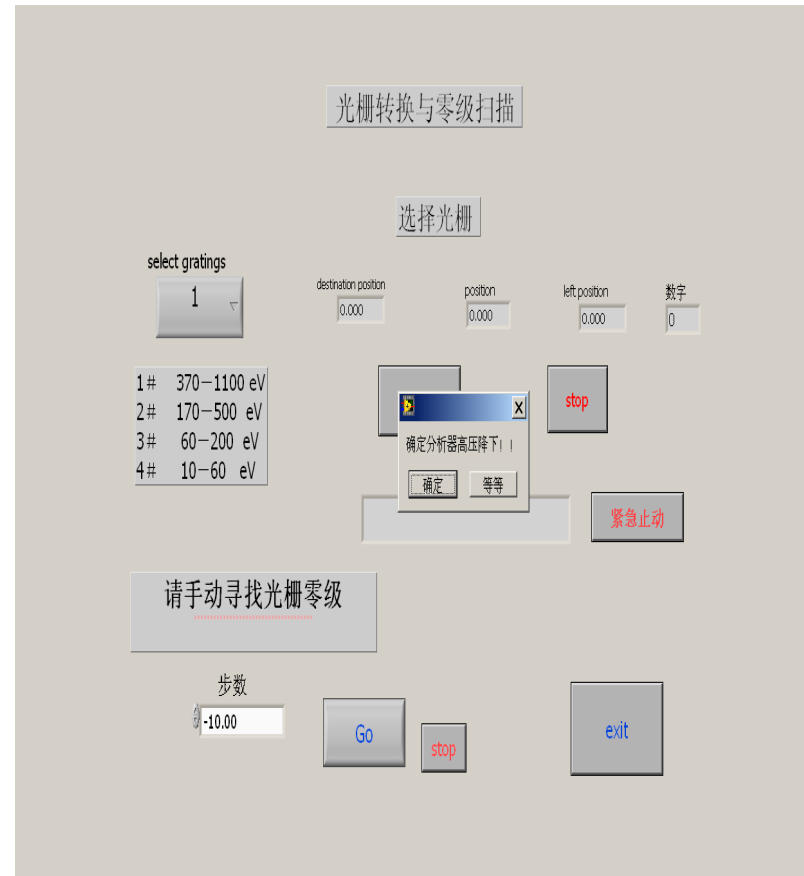 光栅转换与零级扫描
选择光栅
select gratings
1
destination position
0.000
position
0.000
left position
0.000
数字
0
1# 370－1100 eV
2# 170－500 eV
3# 60－200 eV
4# 10－60 eV
stop
确定分析器高压降下！！
确定
等等
紧急止动
请手动寻找光栅零级
步数
-10.00
Go
stop
exit